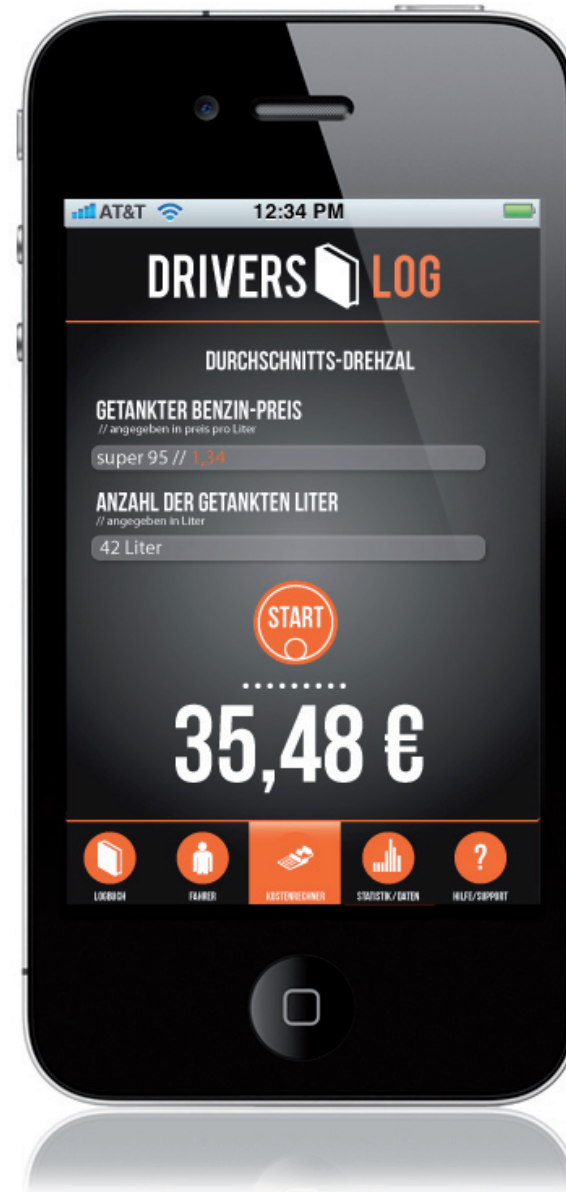 AT&T 12:34 PM
DRIVERS LOG
DURCHSCHNITTS-DREHZAL
GETANKTER BENZIN-PREIS
// angegeben in preis pro Liter
super 95 // 1,34
ANZAHL DER GETANKTEN LITER
// angegeben in Liter
42 Liter
START
35,48 €
?
LOGBUCH FAHRER KOSTENRECHNER STATISTIK/DATEN HILFE/SUPPORT